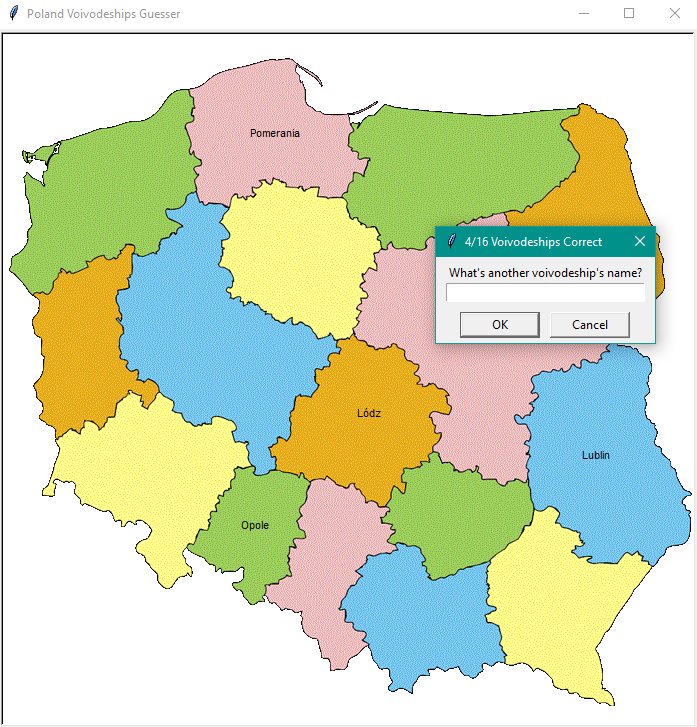 Poland Voivodeships Guesser
Pomerania
4/16 Voivodeships Correct
What's another voivodeship's name?
OK
Cancel
Lódz
Lublin
Opole